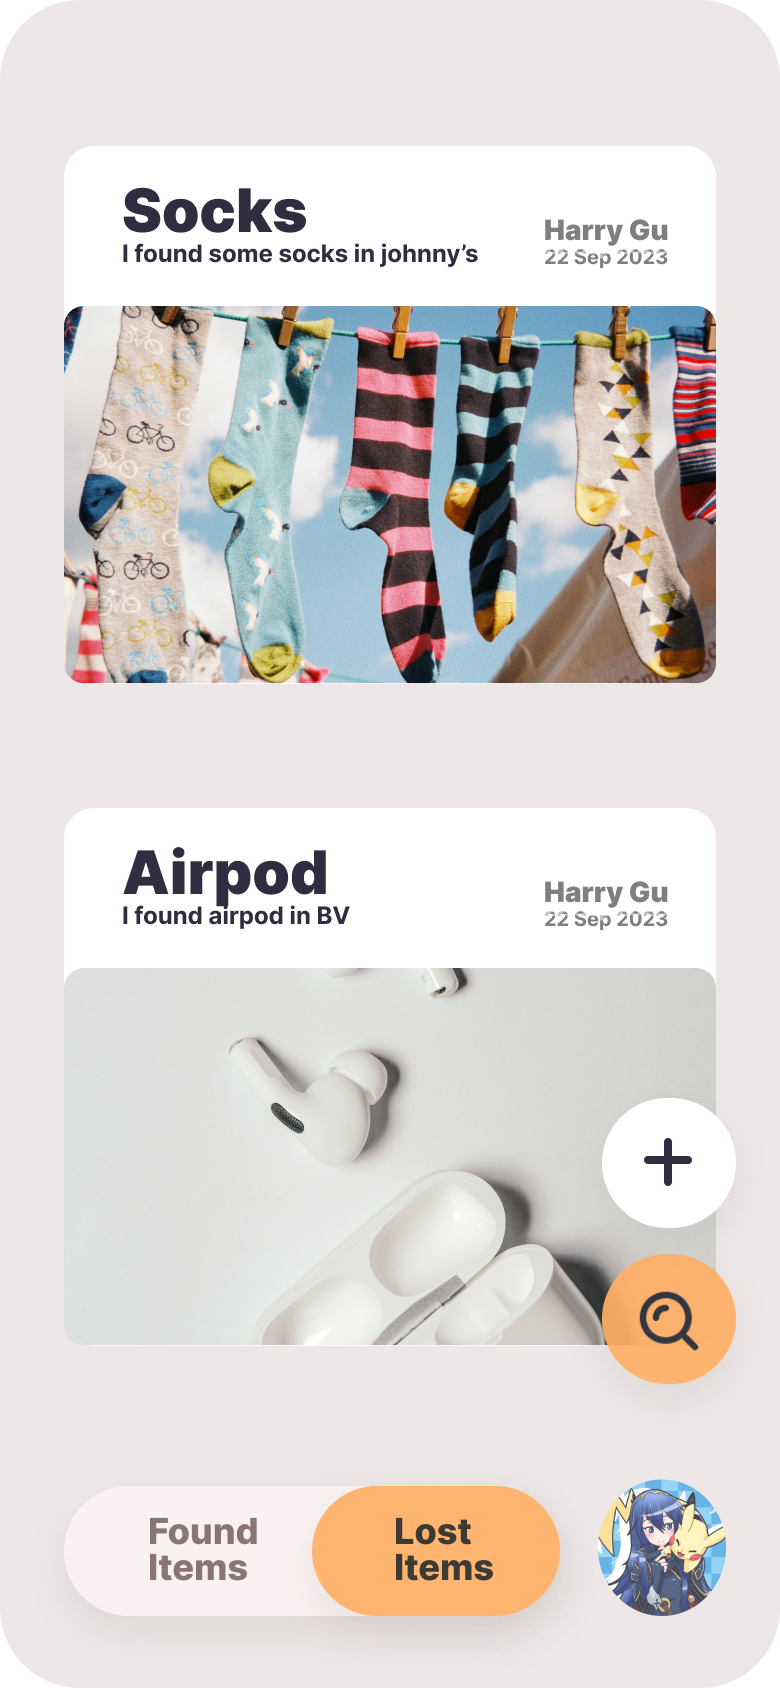 Socks
I found some socks in johnny’s
Harry Gu
22 Sep 2023
Airpod
I found airpod in BV
Harry Gu
22 Sep 2023
Found
Items
Lost
Items